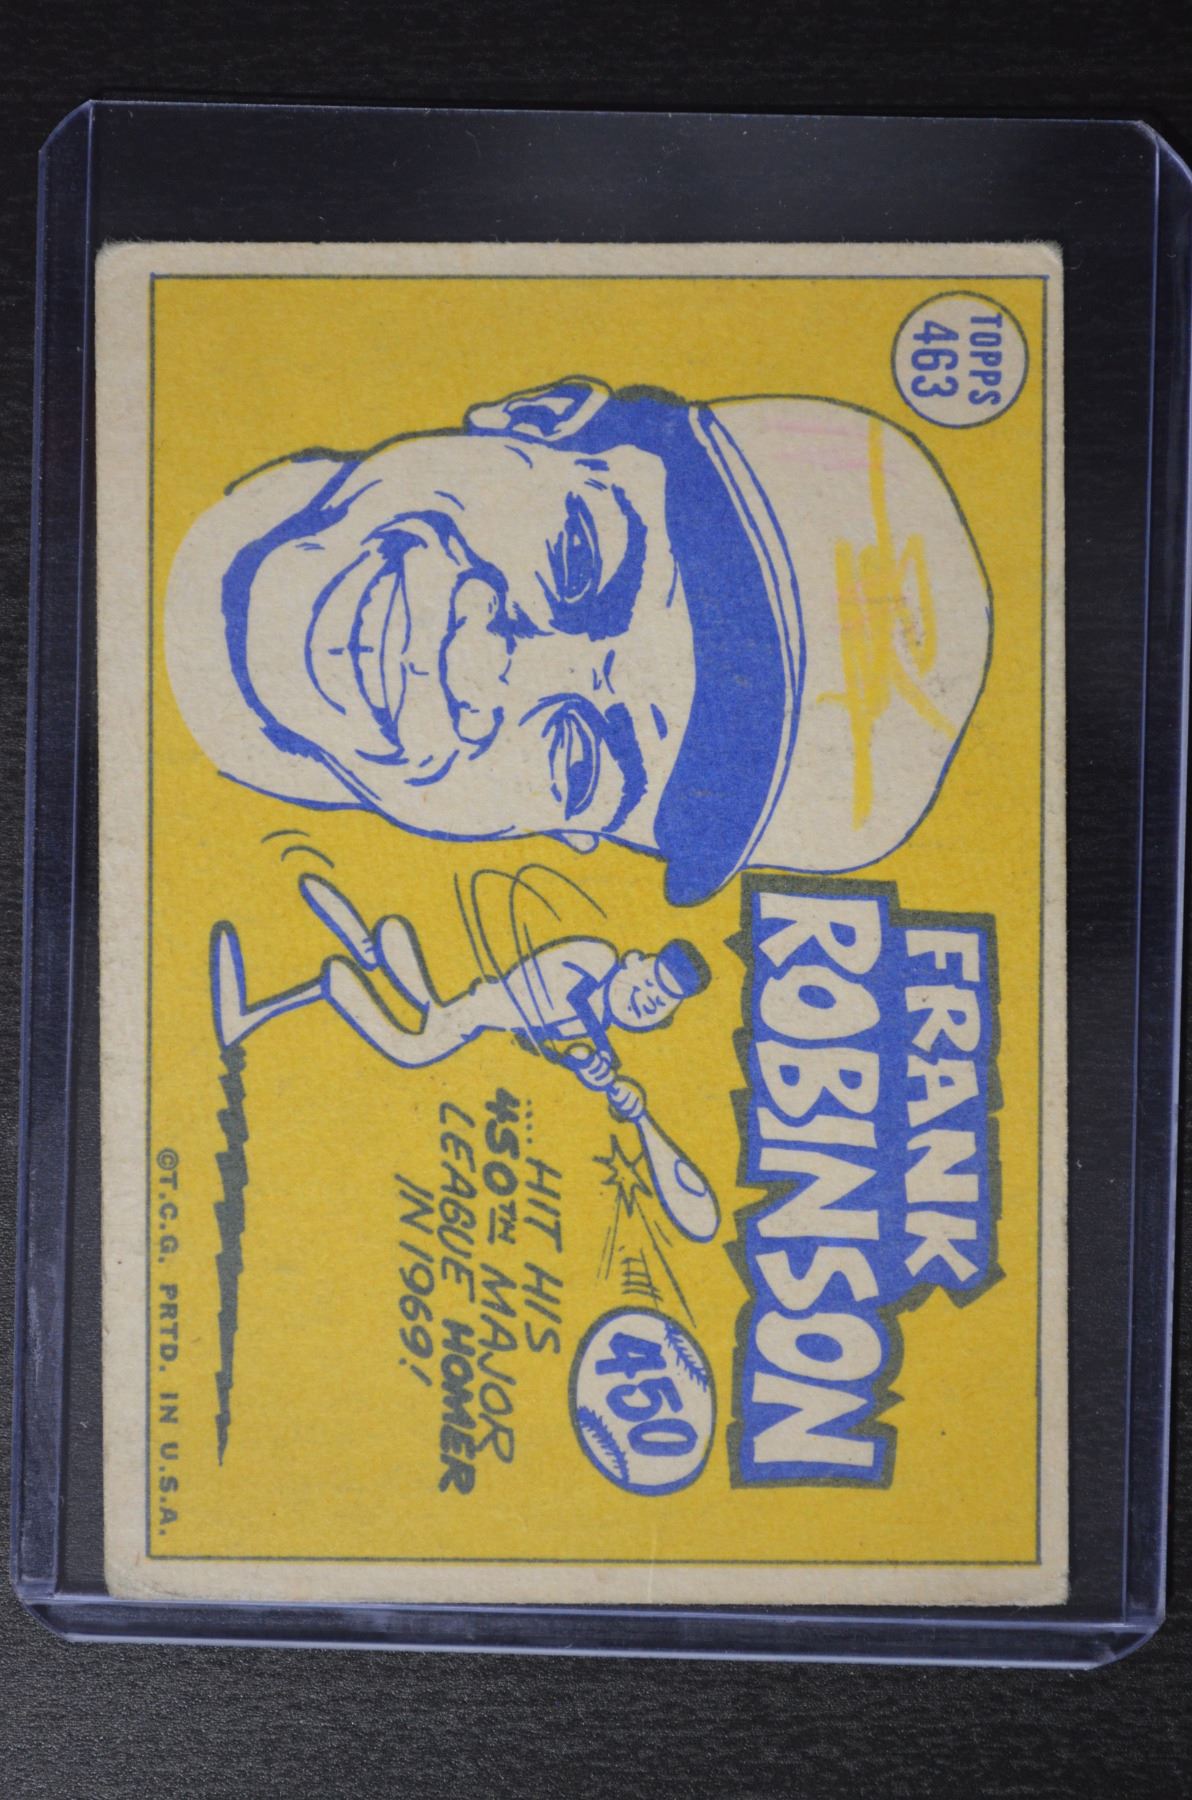 TOPPS
463
FRANK
ROBINSON
450
.... HIT HIS
450TH MAJOR
LEAGUE HOMER
IN 1969!
©T.C.G. PRTD. IN U.S.A.